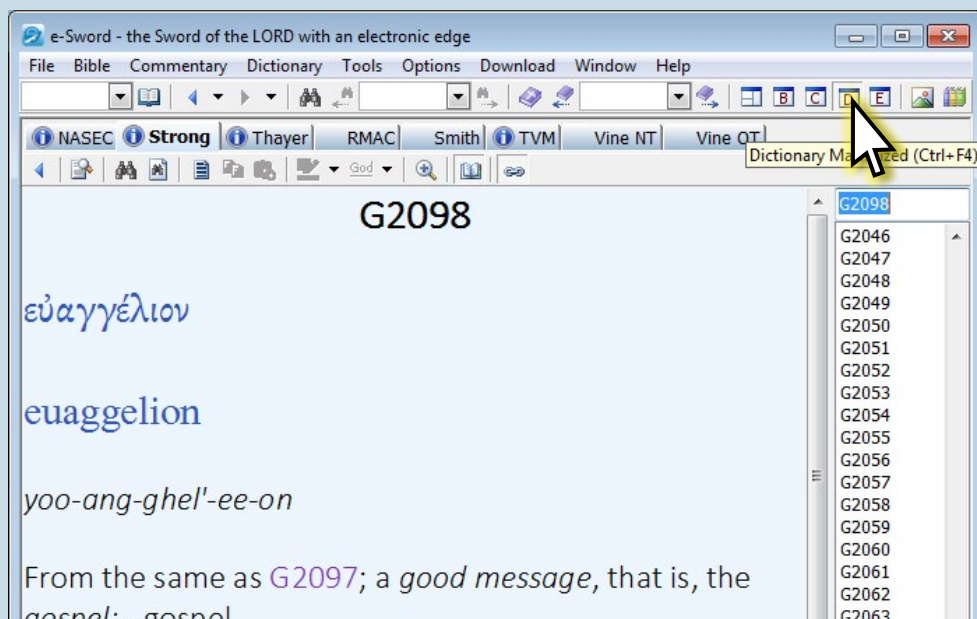 e-Sword - the Sword of the LORD with an electronic edge
File Bible Commentary Dictionary Tools Options Download Window Help
B C D E
NASEC Strong Thayer RMAC Smith TVM Vine NT Vine OT
Dictionary (Ctrl+F4)
God
G2098
G2098
εὐαγγέλιον
euaggelion
yoo-ang-ghel'-ee-on
From the same as G2097; a good message, that is, the
gospel: - gospel
G2046
G2047
G2048
G2049
G2050
G2051
G2052
G2053
G2054
G2055
G2056
G2057
G2058
G2059
G2060
G2061
G2062
G2063